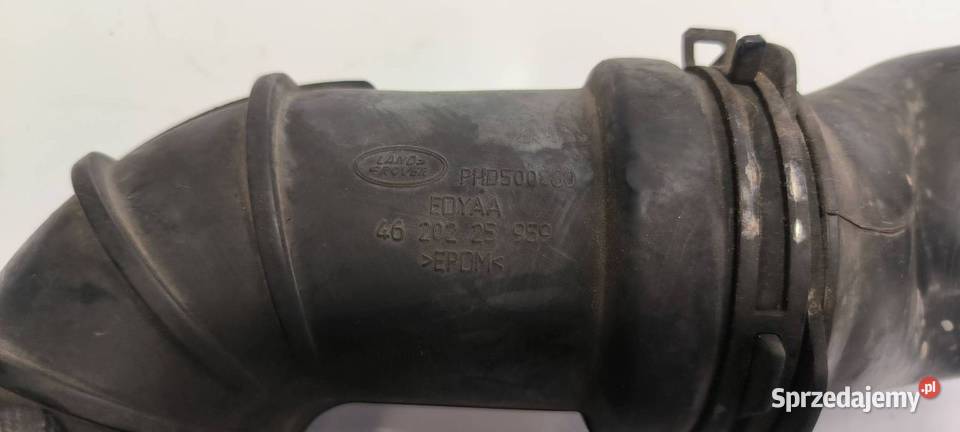 LAND> <ROVER
EDYAA
46 202 25 959
>EPDM<
Sprzedajemy.pl